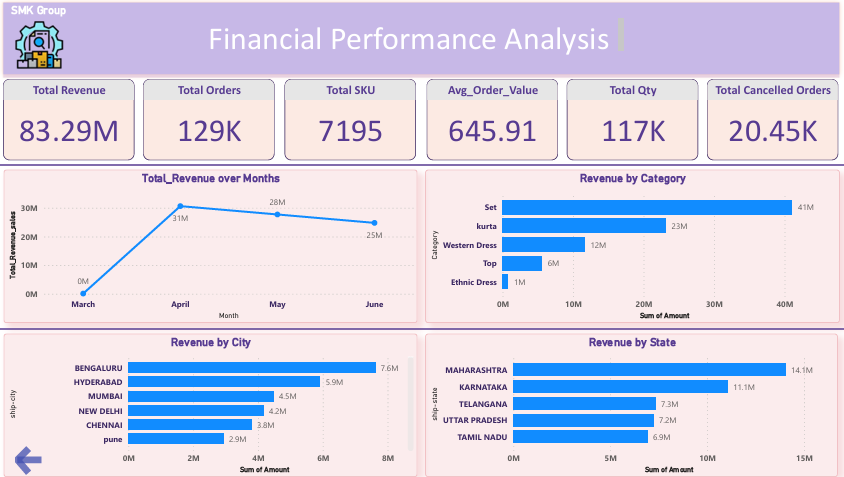 SMK Group
Financial Performance Analysis
Total Revenue
83.29M
Total Orders
129K
Total SKU
7195
Avg_Order_Value
645.91
Total Qty
117K
Total Cancelled Orders
20.45K
Total_Revenue over Months
Total_Revenue_sales
30M
20M
10M
0M
0M
31M
28M
25M
March
April
May
June
Month
Revenue by Category
Category
Set
41M
kurta
23M
Western Dress
12M
Top
6M
Ethnic Dress
1M
0M
10M
20M
30M
40M
Sum of Amount
Revenue by City
ship-city
BENGALURU
7.6M
HYDERABAD
5.9M
MUMBAI
4.5M
NEW DELHI
4.2M
CHENNAI
3.8M
pune
2.9M
0M
2M
4M
6M
8M
Sum of Amount
Revenue by State
ship-state
MAHARASHTRA
14.1M
KARNATAKA
11.1M
TELANGANA
7.3M
UTTAR PRADESH
7.2M
TAMIL NADU
6.9M
0M
5M
10M
15M
Sum of Amount